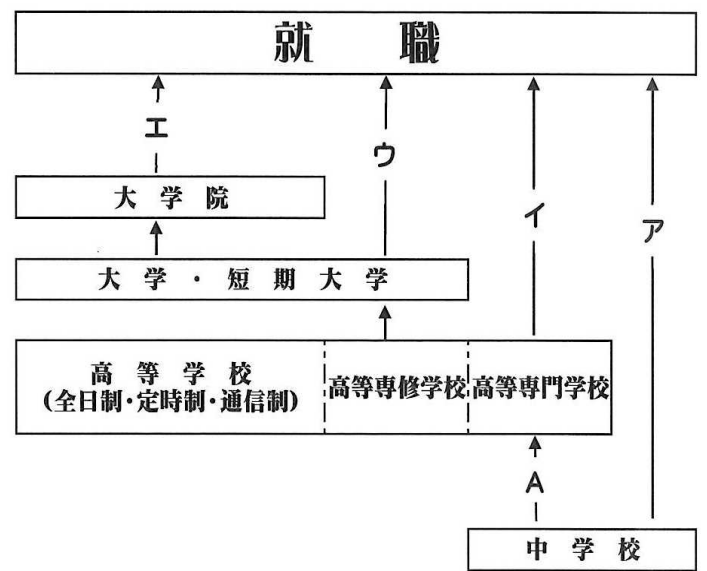 就職
エ
ウ
イ
ア
大学院
大学・短期大学
高等学校
(全日制・定時制・通信制)
高等専修学校
高等専門学校
A
中学校